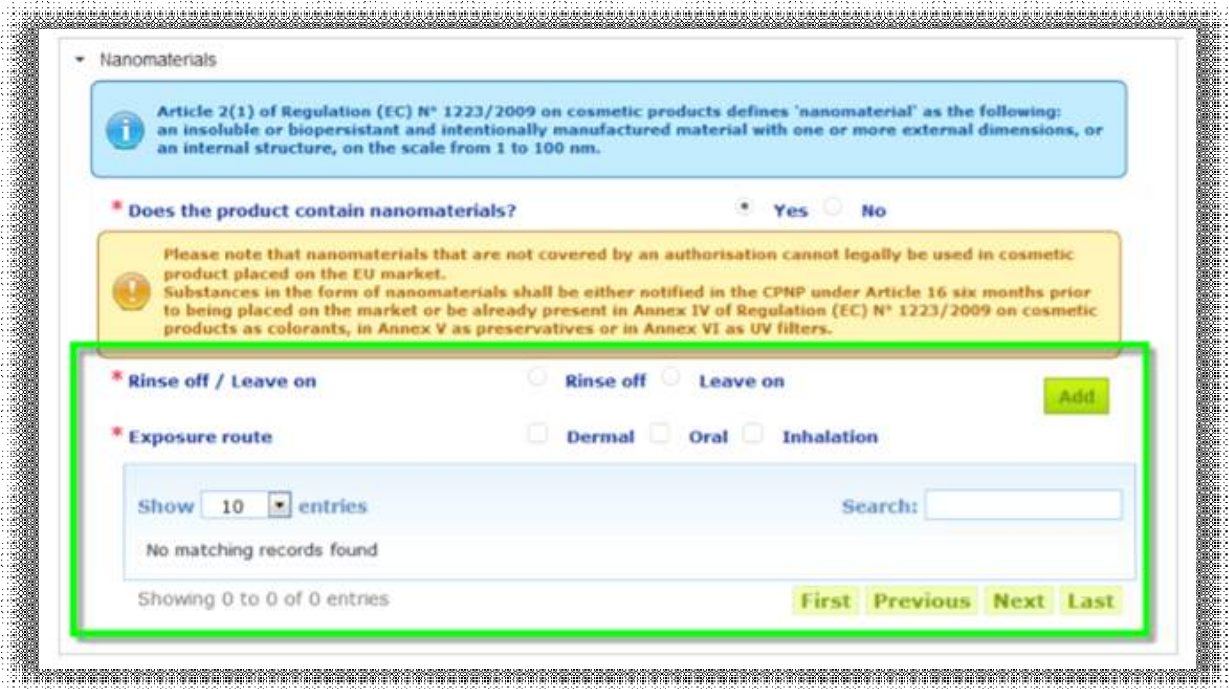 Nanomaterials
Article 2(1) of Regulation (EC) N° 1223/2009 on cosmetic products defines 'nanomaterial' as the following:
an insoluble or biopersistant and intentionally manufactured material with one or more external dimensions, or
an internal structure, on the scale from 1 to 100 nm.
* Does the product contain nanomaterials? Yes No
Please note that nanomaterials that are not covered by an authorisation cannot legally be used in cosmetic
product placed on the EU market.
Substances in the form of nanomaterials shall be either notified in the CPNP under Article 16 six months prior
to being placed on the market or be already present in Annex IV of Regulation (EC) N° 1223/2009 on cosmetic
products as colorants, in Annex V as preservatives or in Annex VI as UV filters.
* Rinse off / Leave on Rinse off Leave on
Add
* Exposure route Dermal Oral Inhalation
Show 10 entries Search:
No matching records found
Showing 0 to 0 of 0 entries First Previous Next Last